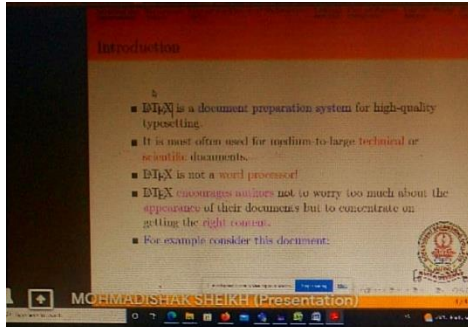 Introduction
LATEX is a document preparation system for high-quality
typesetting.
It is most often used for medium-to-large technical or
scientific documents.
LATEX is not a word processor!
LATEX encourages authors not to worry too much about the
appearance of their documents but to concentrate on
getting the right content.
For example consider this document:
MOHMADISHAK SHEIKH (Presentation)